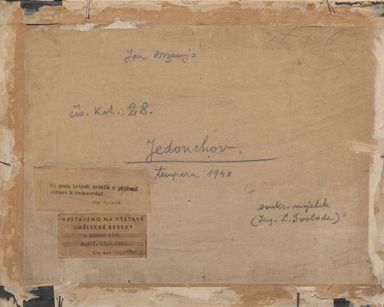 Jan Zrzavý
čís. kat. 28.
Jedouchov
tempera 1940
soukr. majetek
(Ing. L. Svoboda)
VYSTAVENO NA VÝSTAVĚ
UMĚLECKÉ BESEDY